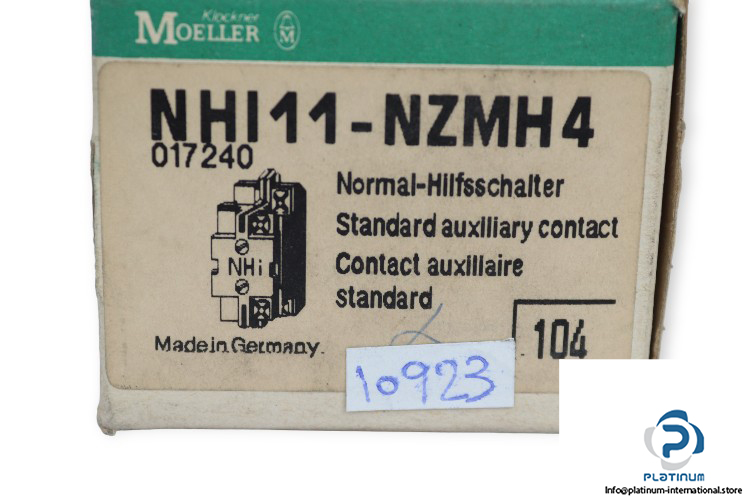 Klockner
MOELLER M
NHI11-NZMH4
017240
Normal-Hilfsschalter
Standard auxiliary contact
Contact auxiliaire
standard
NHi
Made in Germany
104
10923
P
PLATINUM
Info@platinum-international.store